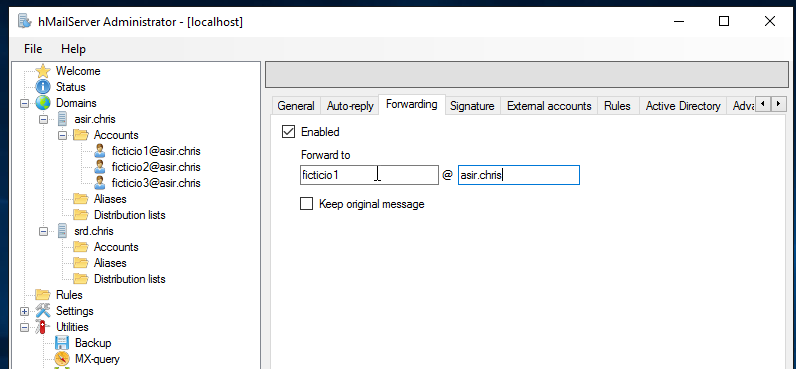 hMailServer Administrator - [localhost]
File Help
Welcome
Status
Domains
asir.chris
Accounts
ficticio1@asir.chris
ficticio2@asir.chris
ficticio3@asir.chris
Aliases
Distribution lists
srd.chris
Accounts
Aliases
Distribution lists
Rules
Settings
Utilities
Backup
MX-query
General Auto-reply Forwarding Signature External accounts Rules Active Directory Adva
Enabled
Forward to
ficticio1 @ asir.chris
Keep original message